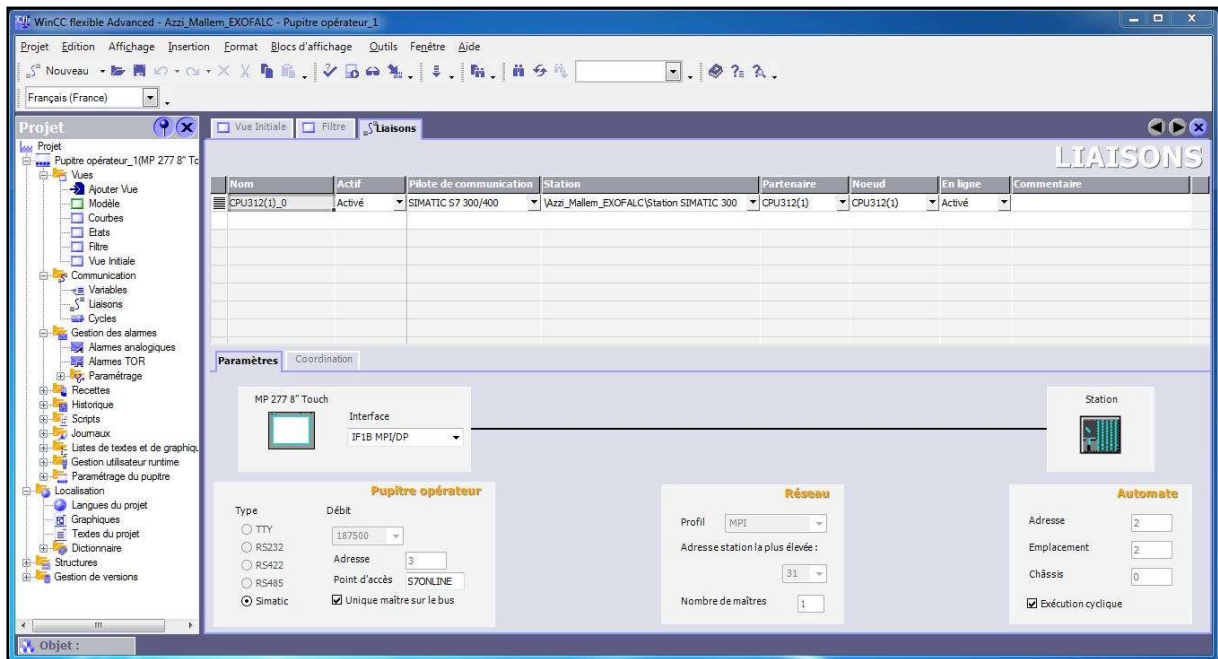 WinCC flexible Advanced - Azzi_Mallem_EXOFALC - Pupitre opérateur_1
Projet Edition Affichage Insertion Format Blocs d'affichage Outils Fenêtre Aide
Nouveau
Français (France)
Projet
Projet
Pupitre opérateur_1(MP 277 8" Tc
Vues
Ajouter Vue
Modèle
Courbes
Etats
Filtre
Vue Initiale
Communication
Variables
Liaisons
Cycles
Gestion des alarmes
Alarmes analogiques
Alarmes TOR
Paramétrage
Recettes
Historique
Scripts
Journaux
Listes de textes et de graphiqu
Gestion utilisateur runtime
Paramétrage du pupitre
Localisation
Langues du projet
Graphiques
Textes du projet
Dictionnaire
Structures
Gestion de versions
Vue Initiale Filtre Liaisons
LIAISONS
Nom Actif Pilote de communication Station Partenaire Noeud En ligne Commentaire
CPU312(1)_0 Activé SIMATIC S7 300/400 \Azzi_Mallem_EXOFALC\Station SIMATIC 300 CPU312(1) CPU312(1) Activé
Paramètres Coordination
MP 277 8" Touch
Interface
IF1B MPI/DP
Station
Pupitre opérateur
Type Débit
TTY
187500
RS232
Adresse 3
RS422
RS485
Point d'accès S7ONLINE
Simatic
Unique maître sur le bus
Réseau
Profil MPI
Adresse station la plus élevée :
31
Nombre de maîtres 1
Automate
Adresse 2
Emplacement 2
Châssis 0
Exécution cyclique
Objet :